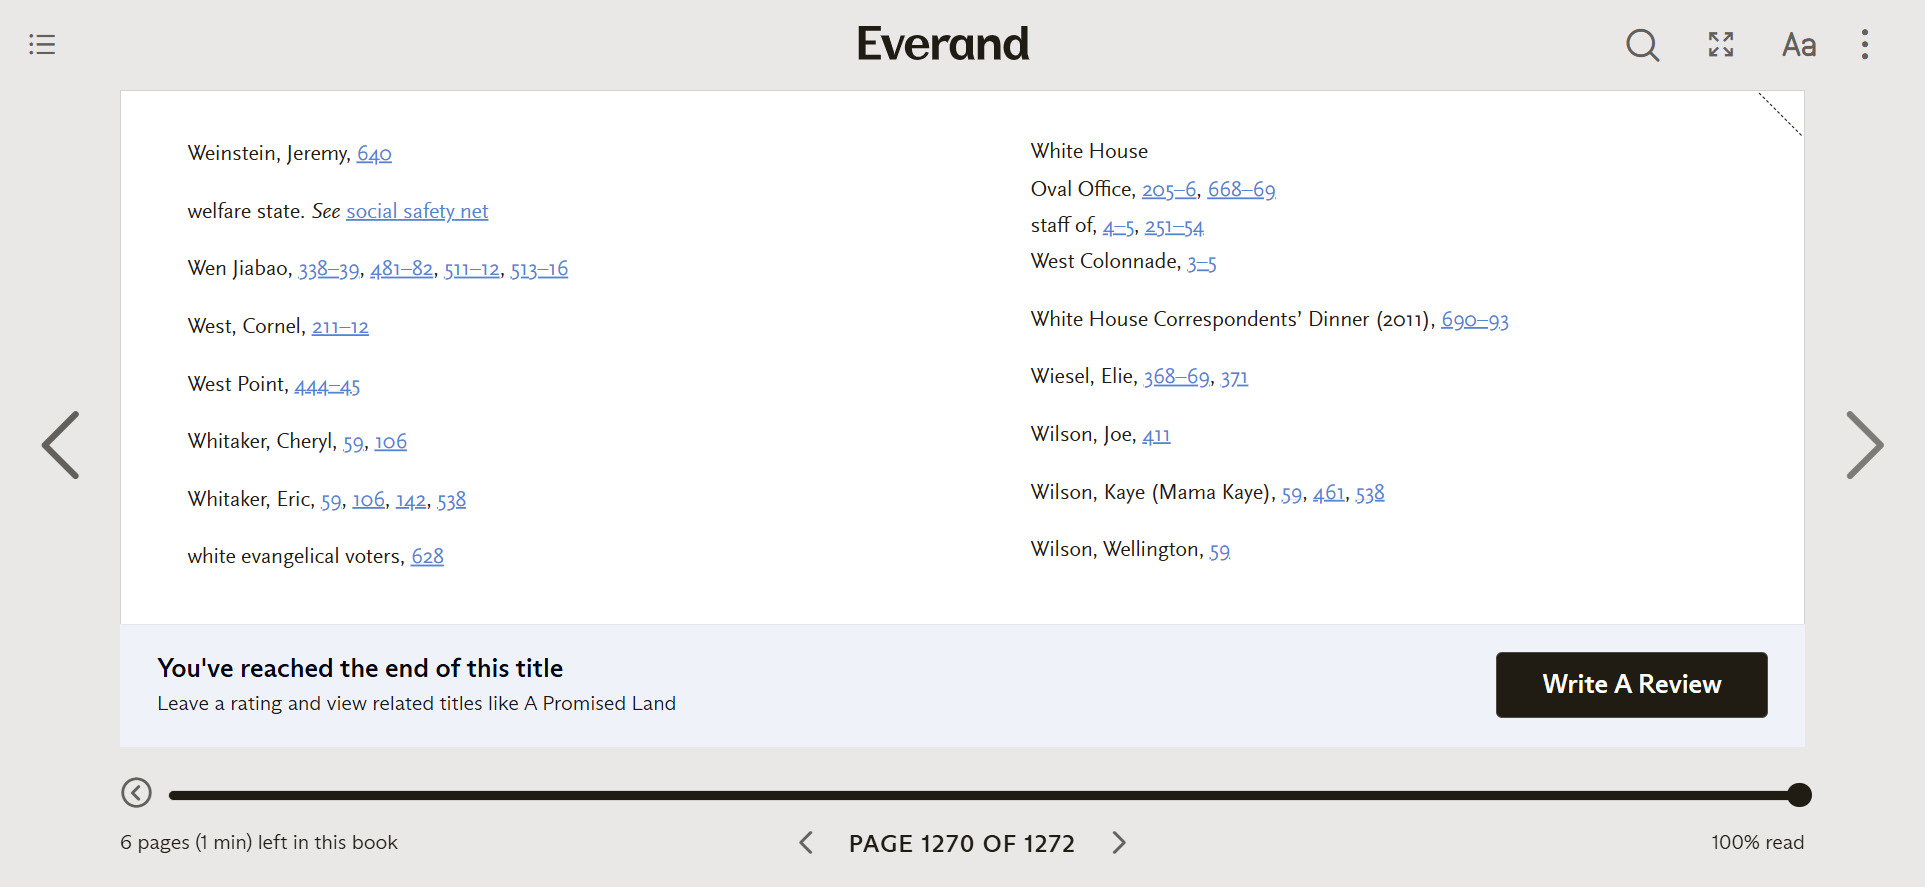 Everand
Aa
Weinstein, Jeremy, 640
welfare state. See social safety net
Wen Jiabao, 338–39, 481–82, 511–12, 513–16
West, Cornel, 211–12
West Point, 444–45
Whitaker, Cheryl, 59, 106
Whitaker, Eric, 59, 106, 142, 538
white evangelical voters, 628
White House
Oval Office, 205–6, 668–69
staff of, 4–5, 251–54
West Colonnade, 3–5
White House Correspondents’ Dinner (2011), 690–93
Wiesel, Elie, 368–69, 371
Wilson, Joe, 411
Wilson, Kaye (Mama Kaye), 59, 461, 538
Wilson, Wellington, 59
You've reached the end of this title
Leave a rating and view related titles like A Promised Land
Write A Review
6 pages (1 min) left in this book
PAGE 1270 OF 1272
100% read